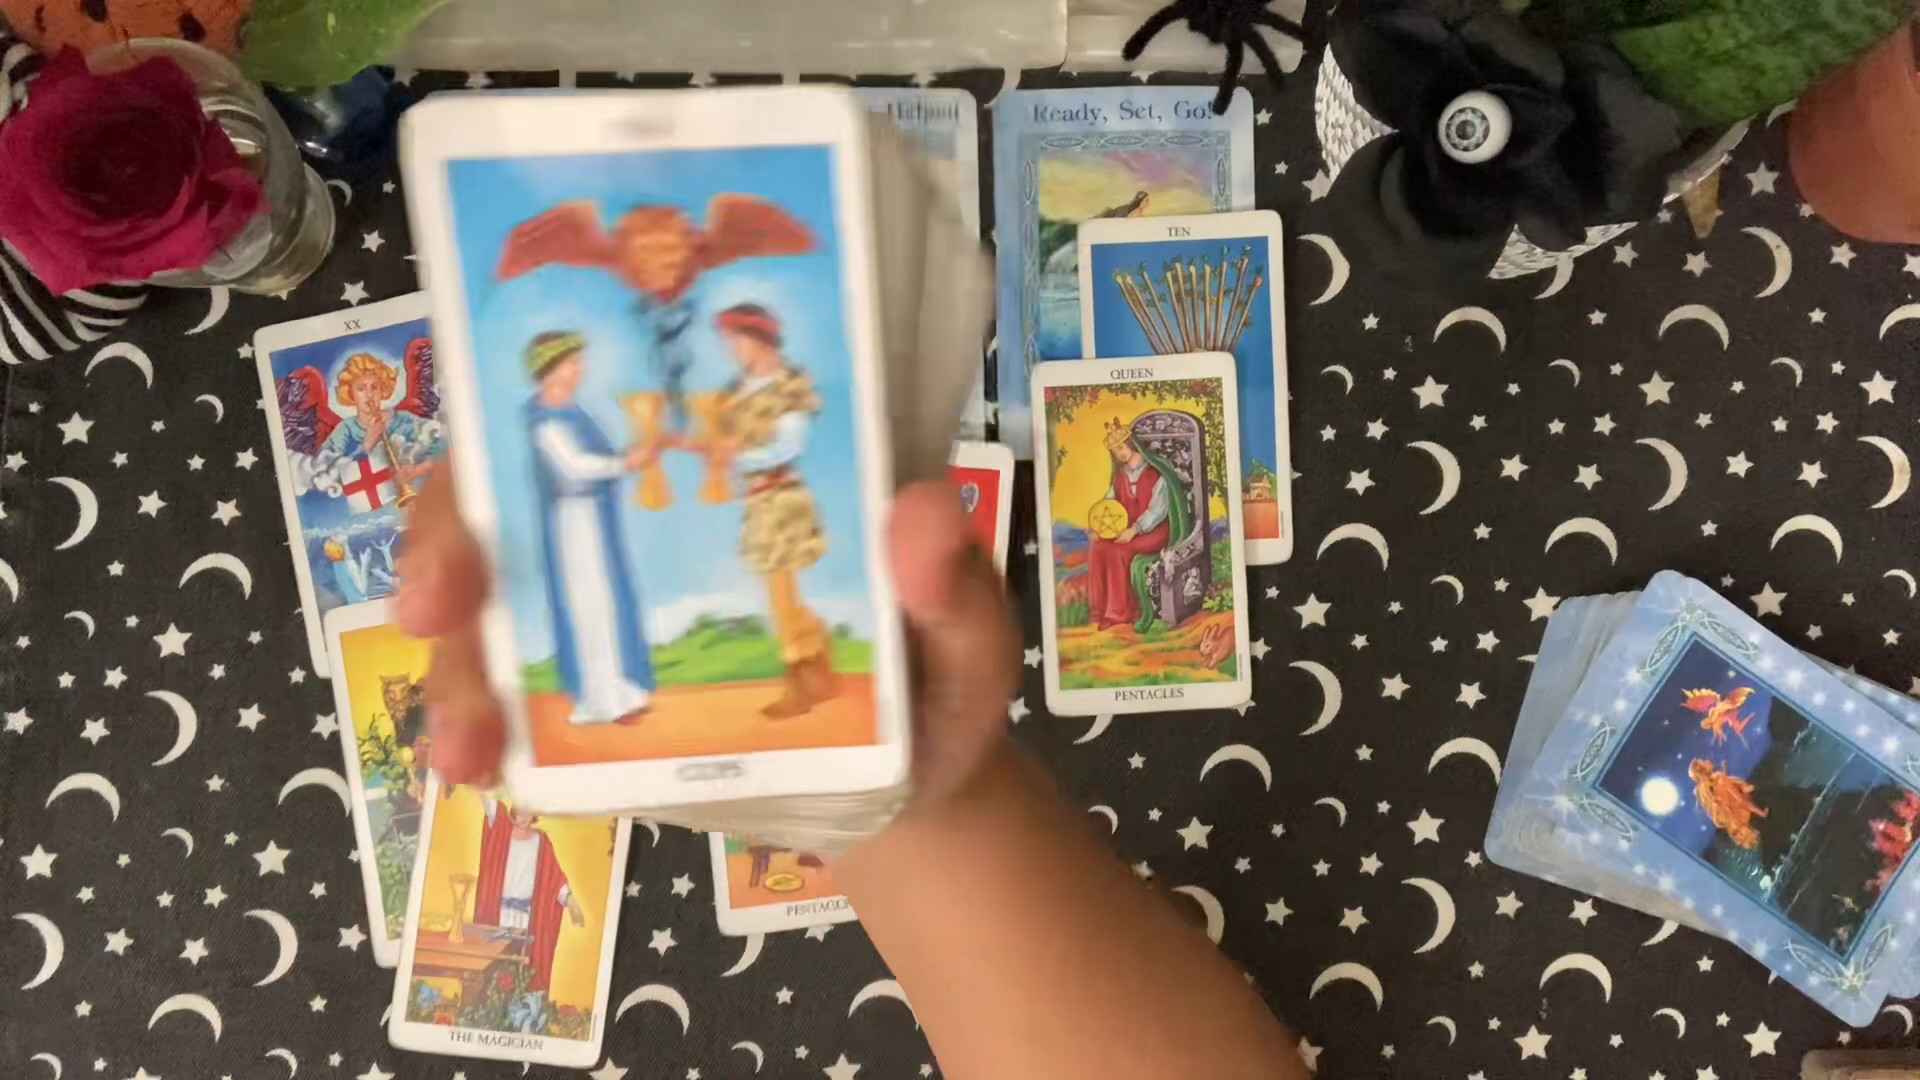 Ready, Set, Go!
TEN
XX
QUEEN
PENTACLES
THE MAGICIAN